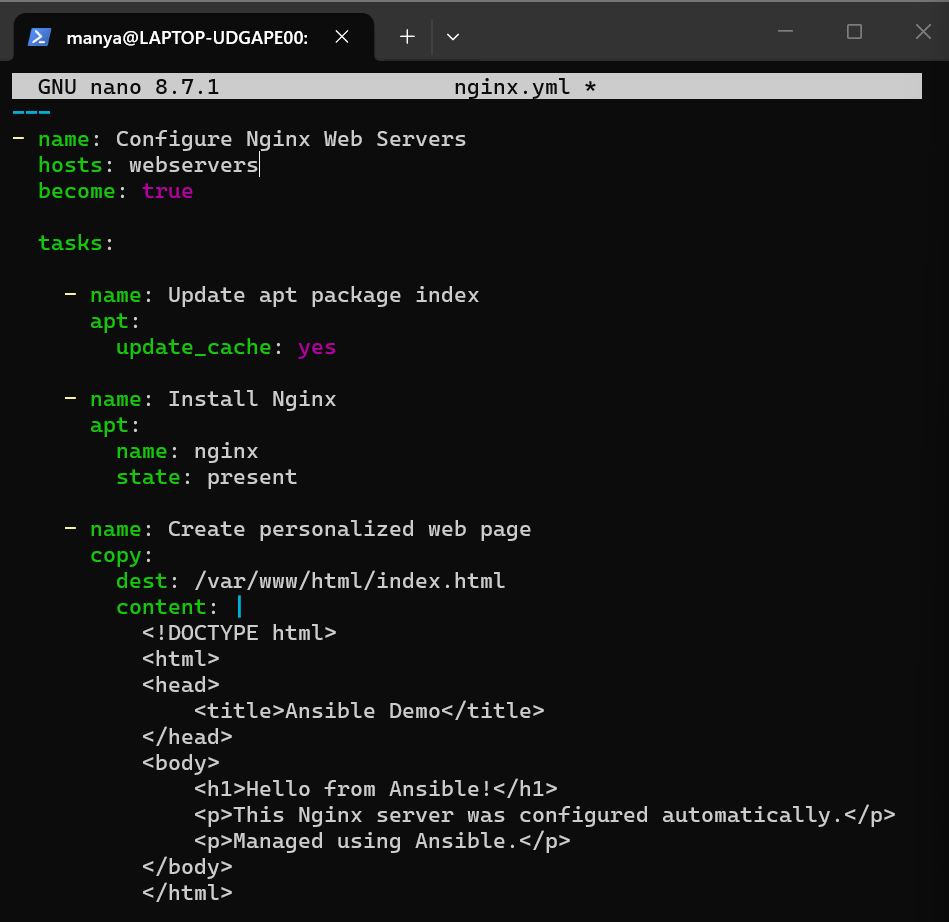 manya@LAPTOP-UDGAPE00:
GNU nano 8.7.1 nginx.yml *
---
- name: Configure Nginx Web Servers
  hosts: webservers
  become: true

  tasks:

    - name: Update apt package index
      apt:
        update_cache: yes

    - name: Install Nginx
      apt:
        name: nginx
        state: present

    - name: Create personalized web page
      copy:
        dest: /var/www/html/index.html
        content: |
          <!DOCTYPE html>
          <html>
          <head>
              <title>Ansible Demo</title>
          </head>
          <body>
              <h1>Hello from Ansible!</h1>
              <p>This Nginx server was configured automatically.</p>
              <p>Managed using Ansible.</p>
          </body>
          </html>